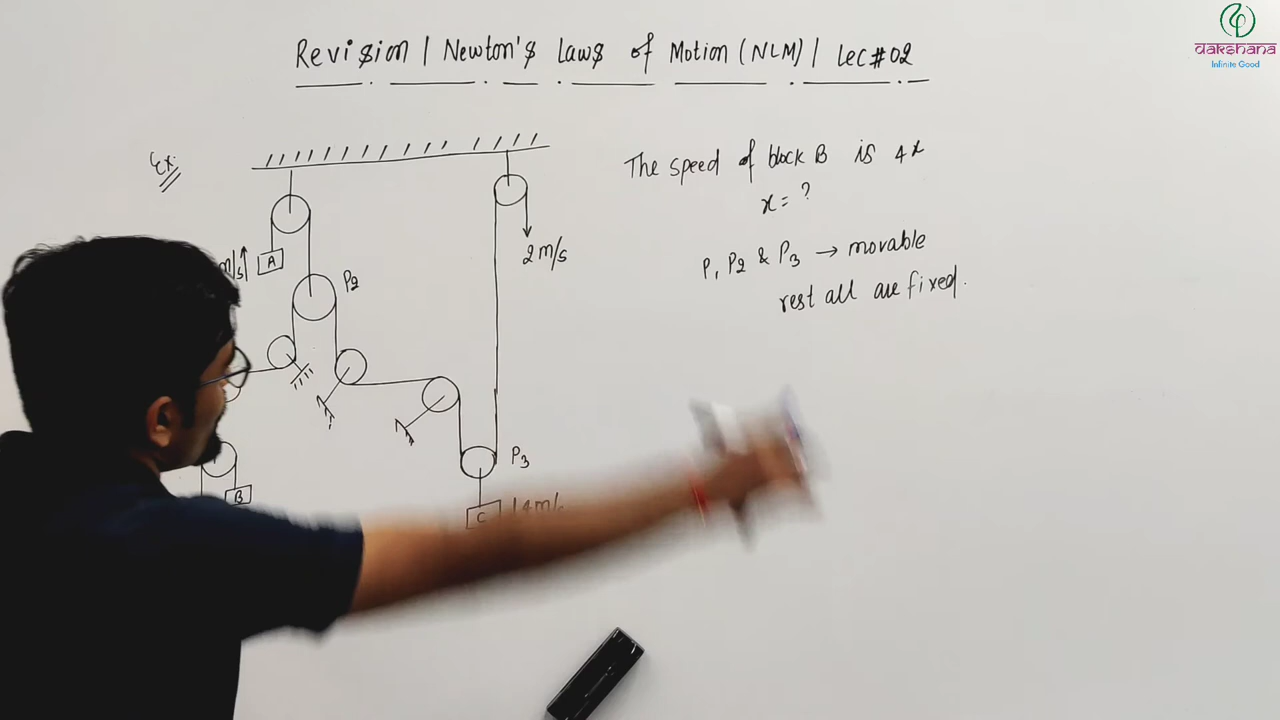 Revision | Newton's Laws of Motion (NLM) | Lec#02
dakshana
Infinite Good
Ex:
The speed of block B is 4x
x = ?
P, P2 & P3 → movable
rest all are fixed.
m/s
A
2 m/s
P2
P3
B
C